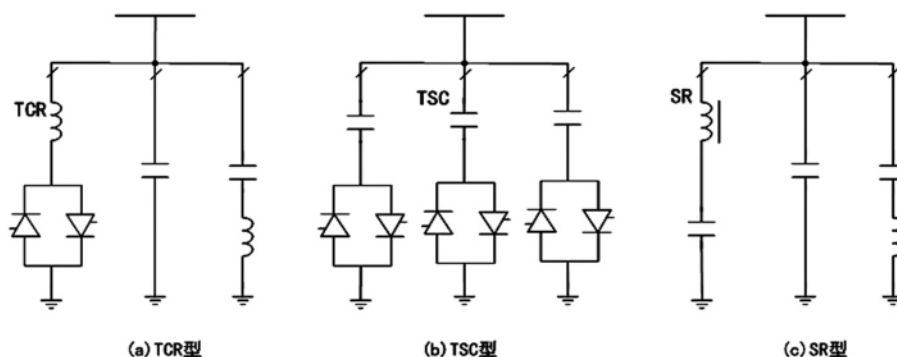 TCR
TSC
SR
(a)TCR型
(b)TSC型
(c)SR型